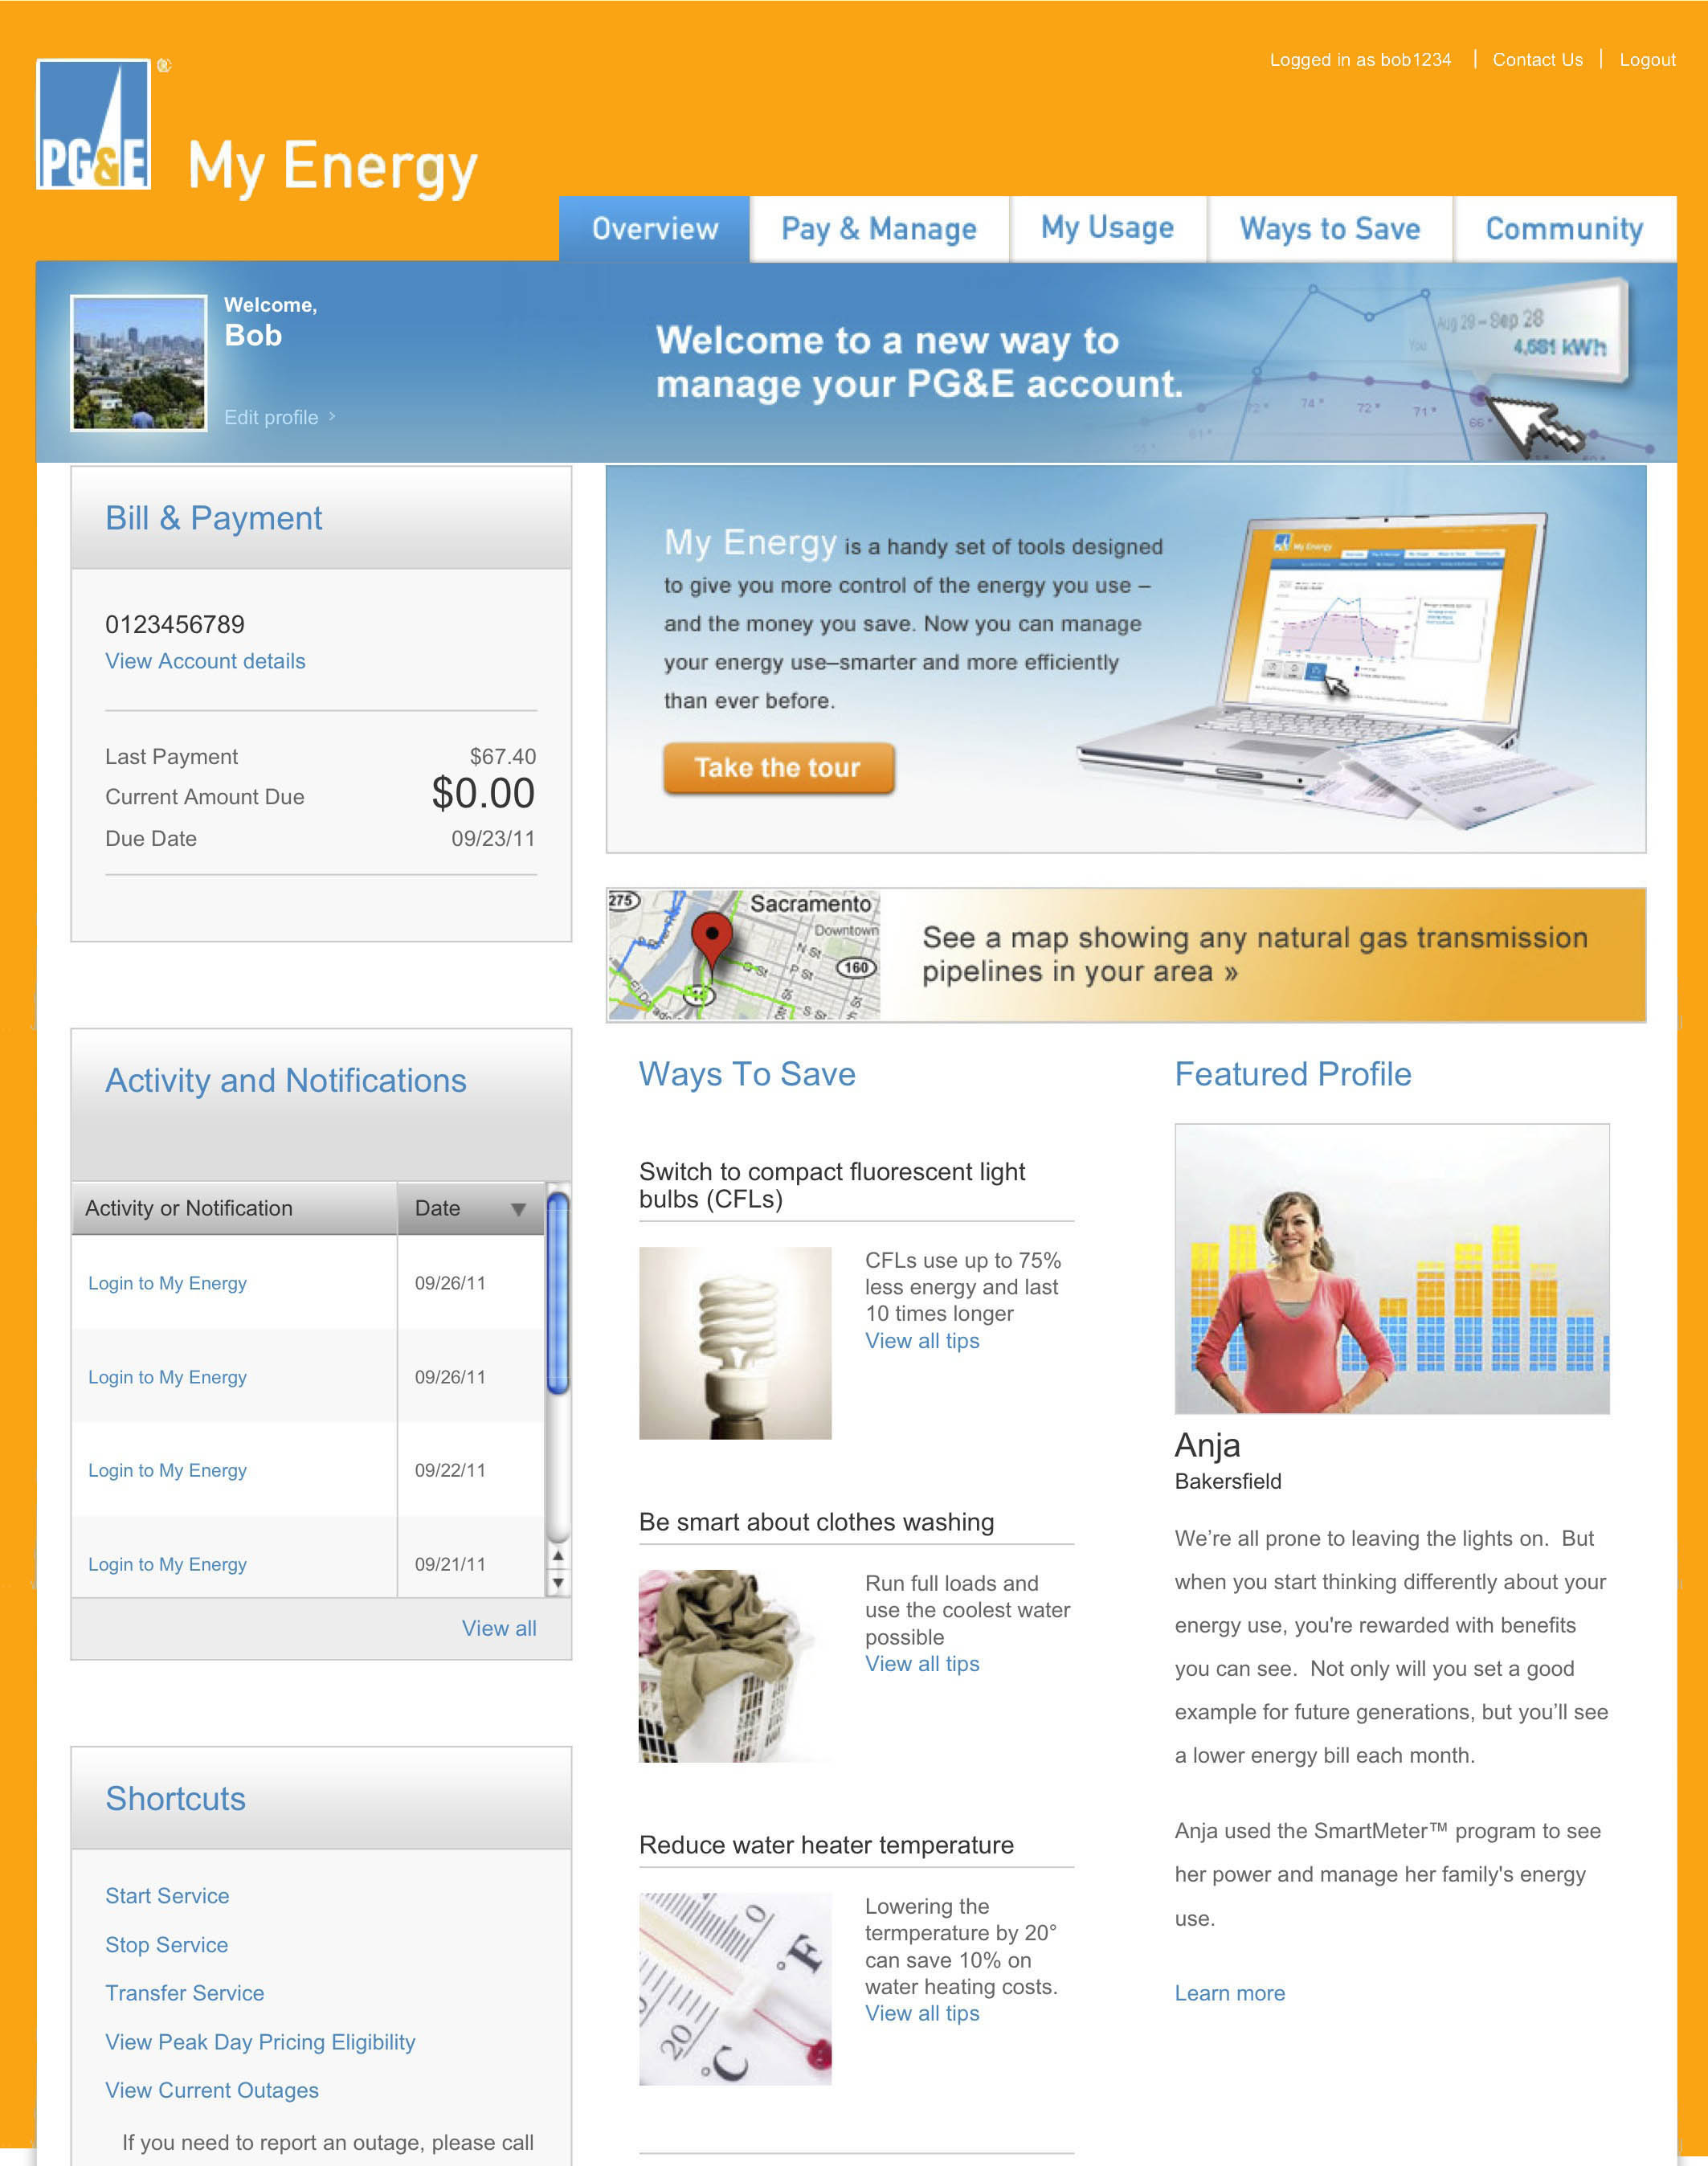 Logged in as bob1234 | Contact Us | Logout
PG&E ®
My Energy
Overview
Pay & Manage
My Usage
Ways to Save
Community
Welcome,
Bob
Edit profile >
Welcome to a new way to
manage your PG&E account.
Aug 29 – Sep 28
You
4,681 kWh
72°
74°
72°
71°
66°
Bill & Payment
0123456789
View Account details
Last Payment $67.40
Current Amount Due $0.00
Due Date 09/23/11
My Energy is a handy set of tools designed
to give you more control of the energy you use –
and the money you save. Now you can manage
your energy use–smarter and more efficiently
than ever before.
Take the tour
My Energy
275
Sacramento
Downtown
N St
160
P St
S St
See a map showing any natural gas transmission
pipelines in your area »
Activity and Notifications
Activity or Notification Date ▼
Login to My Energy 09/26/11
Login to My Energy 09/26/11
Login to My Energy 09/22/11
Login to My Energy 09/21/11
View all
Shortcuts
Start Service
Stop Service
Transfer Service
View Peak Day Pricing Eligibility
View Current Outages
If you need to report an outage, please call
Ways To Save
Switch to compact fluorescent light
bulbs (CFLs)
CFLs use up to 75%
less energy and last
10 times longer
View all tips
Be smart about clothes washing
Run full loads and
use the coolest water
possible
View all tips
Reduce water heater temperature
0
°F
20
°C
Lowering the
termperature by 20°
can save 10% on
water heating costs.
View all tips
Featured Profile
Anja
Bakersfield
We’re all prone to leaving the lights on.  But
when you start thinking differently about your
energy use, you're rewarded with benefits
you can see.  Not only will you set a good
example for future generations, but you’ll see
a lower energy bill each month.
Anja used the SmartMeter™ program to see
her power and manage her family's energy
use.
Learn more